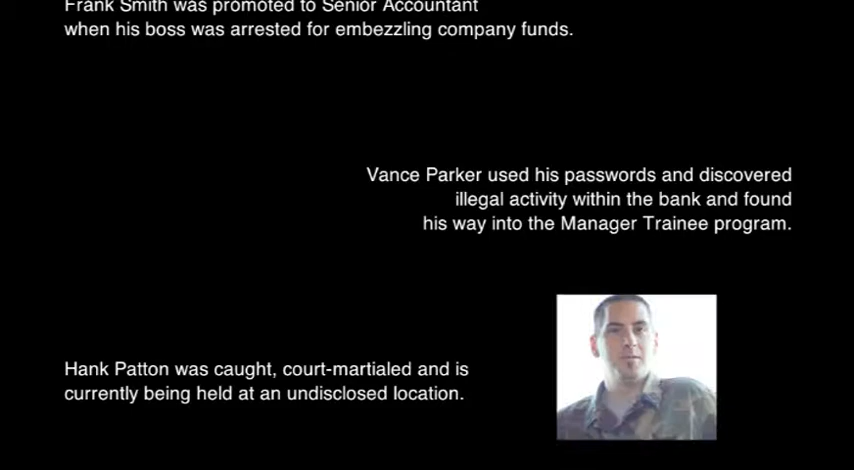 Frank Smith was promoted to Senior Accountant
when his boss was arrested for embezzling company funds.
Vance Parker used his passwords and discovered
illegal activity within the bank and found
his way into the Manager Trainee program.
Hank Patton was caught, court-martialed and is
currently being held at an undisclosed location.